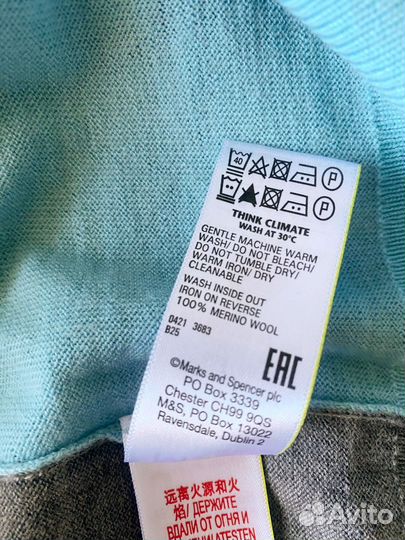 40
P
P
THINK CLIMATE
WASH AT 30°C
GENTLE MACHINE WARM
WASH/ DO NOT BLEACH/
DO NOT TUMBLE DRY/
WARM IRON/ DRY
CLEANABLE
WASH INSIDE OUT
IRON ON REVERSE
100% MERINO WOOL
0421 3683
B25
©Marks and Spencer plc
PO Box 3339
Chester CH99 9QS
M&S, PO Box 13022
Ravensdale, Dublin 2
EAC
远离火源和火
焰/ ДЕРЖИТЕ
ВДАЛИ ОТ ОГНЯ И
Avito